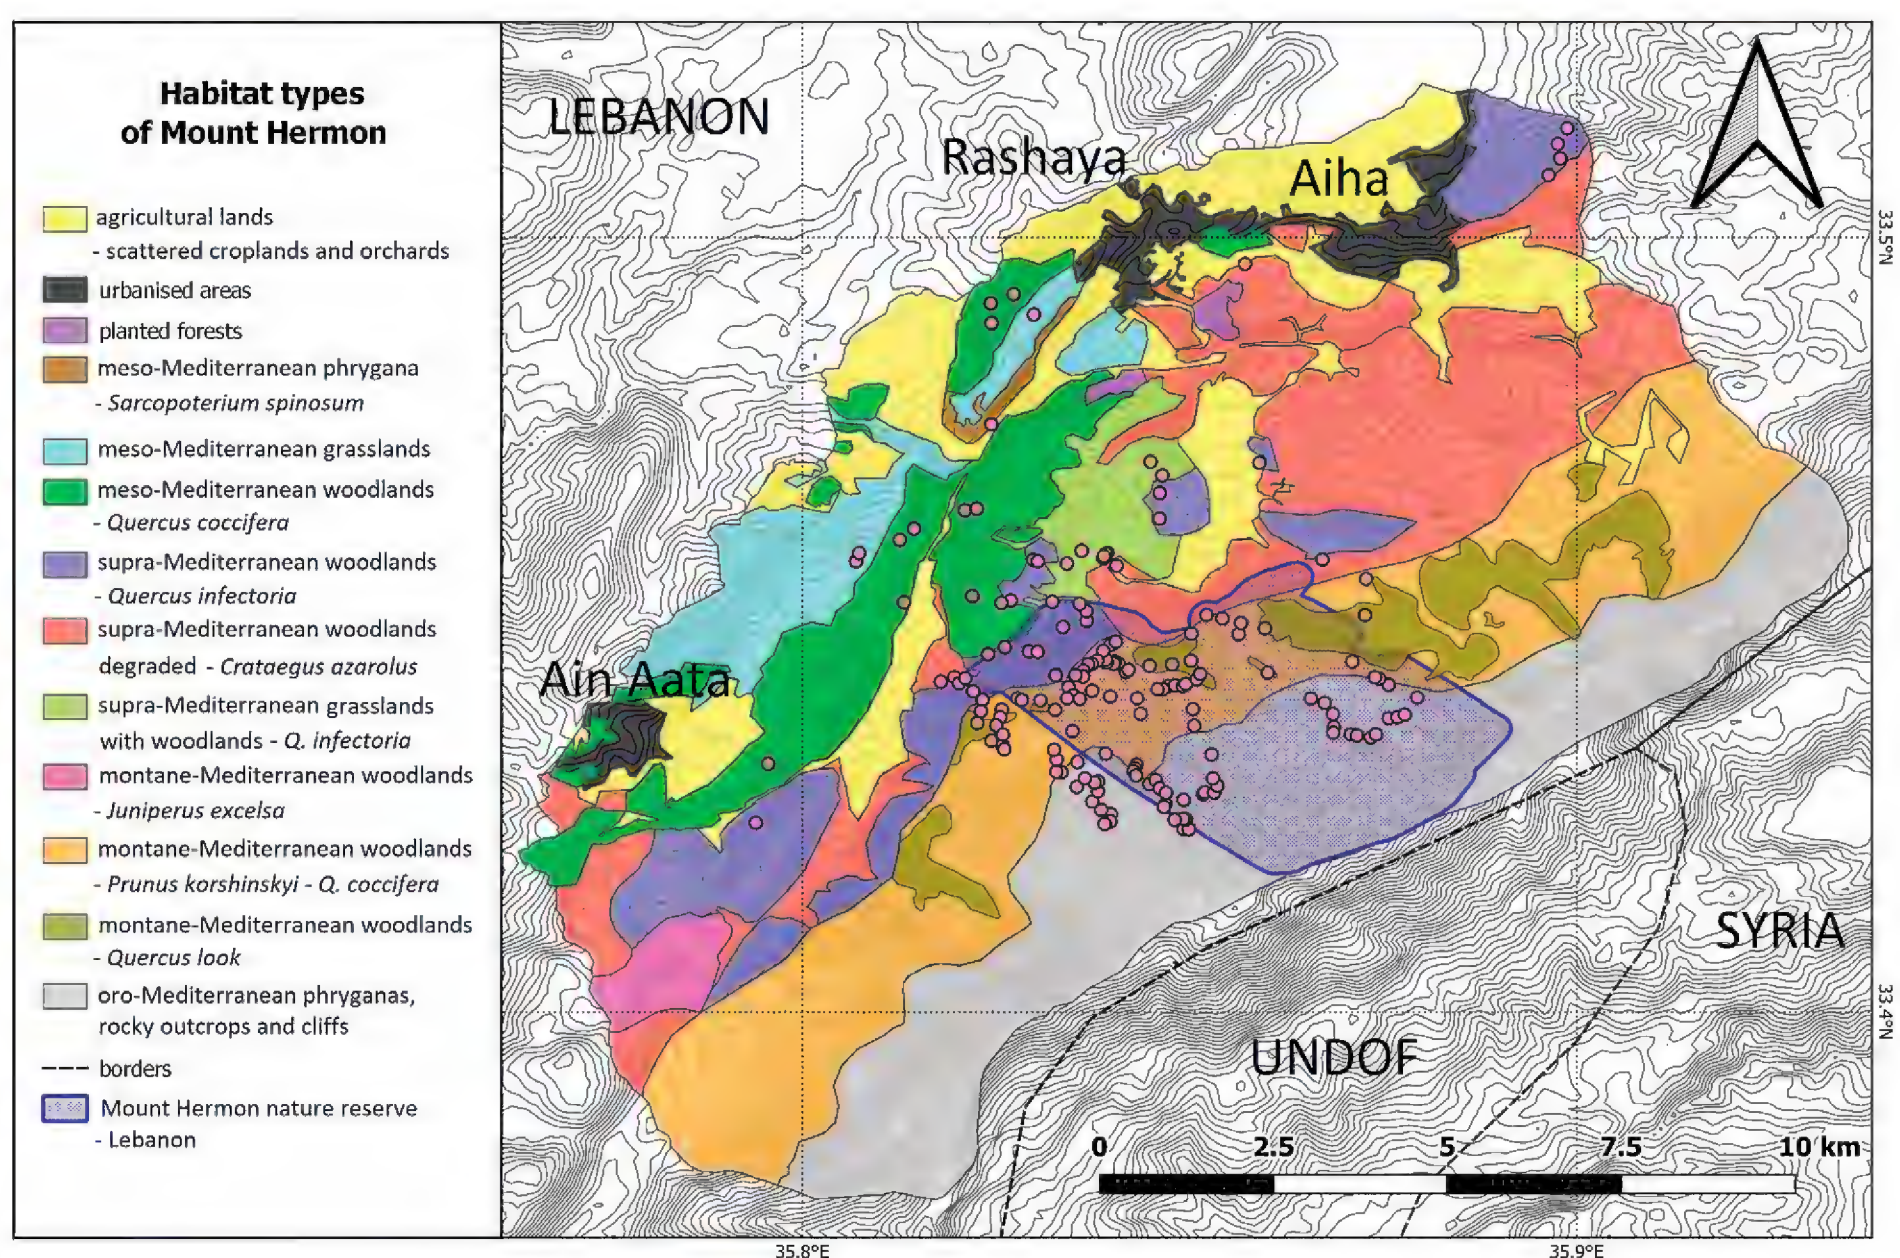 Habitat types
of Mount Hermon
agricultural lands
- scattered croplands and orchards
urbanised areas
planted forests
meso-Mediterranean phrygana
- Sarcopoterium spinosum
meso-Mediterranean grasslands
meso-Mediterranean woodlands
- Quercus coccifera
supra-Mediterranean woodlands
- Quercus infectoria
supra-Mediterranean woodlands
degraded - Crataegus azarolus
supra-Mediterranean grasslands
with woodlands - Q. infectoria
montane-Mediterranean woodlands
- Juniperus excelsa
montane-Mediterranean woodlands
- Prunus korshinskyi - Q. coccifera
montane-Mediterranean woodlands
- Quercus look
oro-Mediterranean phryganas,
rocky outcrops and cliffs
borders
Mount Hermon nature reserve
- Lebanon
LEBANON
Rashaya
Aiha
Ain Aata
SYRIA
UNDOF
0 2.5 5 7.5 10 km
33.5°N
33.4°N
35.8°E
35.9°E